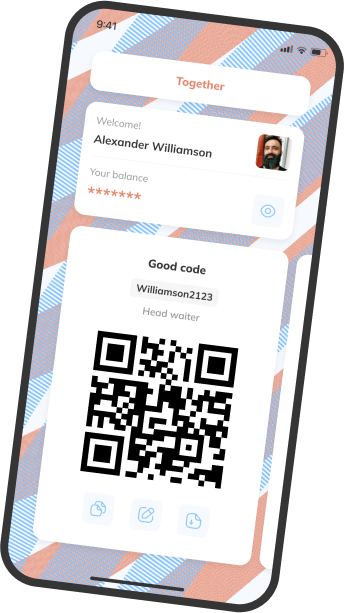 9:41
Together
Welcome!
Alexander Williamson
Your balance
*******
Good code
Williamson2123
Head waiter